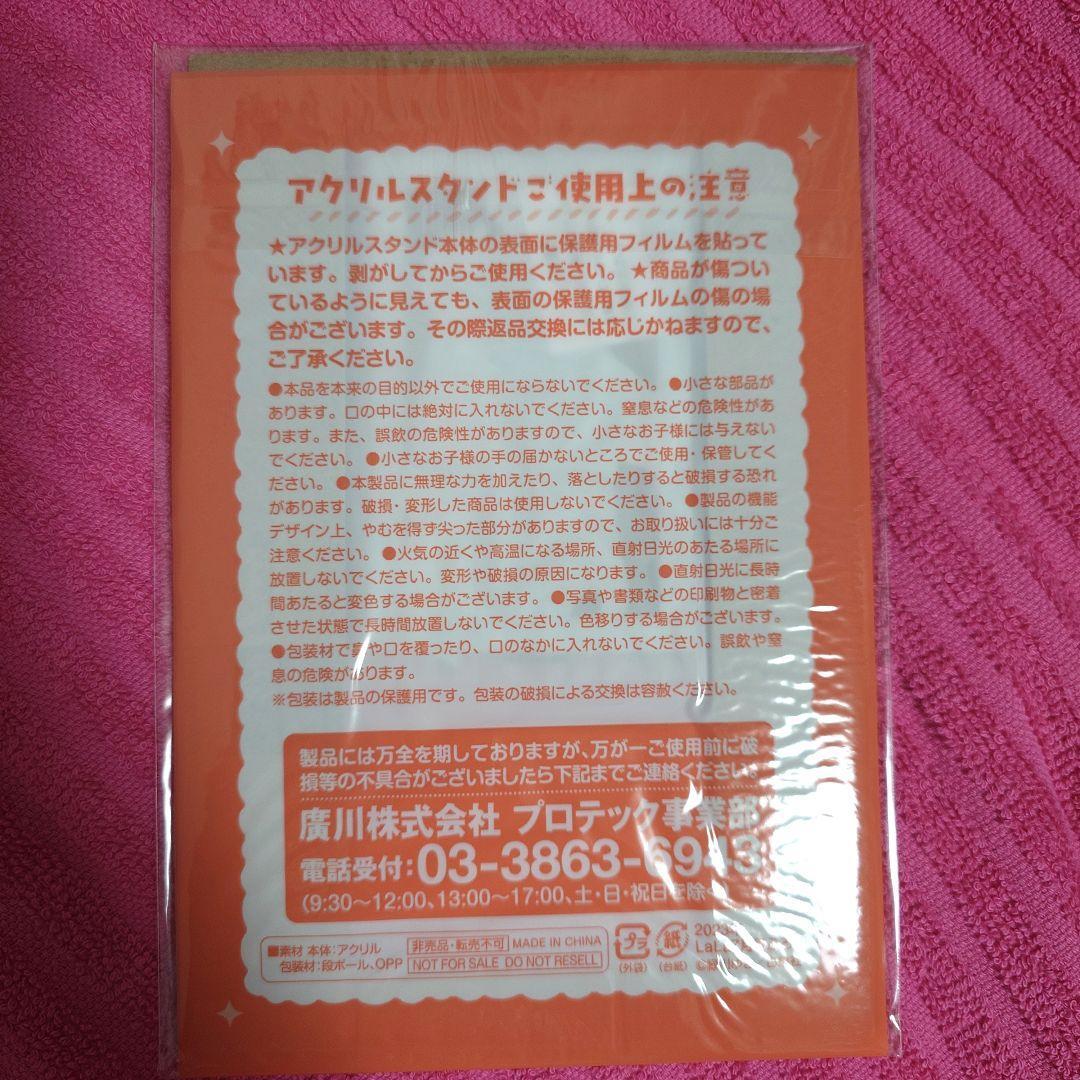 アクリルスタンドご使用上の注意
★アクリルスタンド本体の表面に保護用フィルムを貼って
います。剥がしてからご使用ください。 ★商品が傷つい
ているように見えても、表面の保護用フィルムの傷の場
合がございます。その際返品交換には応じかねますので、
ご了承ください。
●本品を本来の目的以外でご使用にならないでください。 ●小さな部品が
あります。口の中には絶対に入れないでください。窒息などの危険性があ
ります。また、誤飲の危険性がありますので、小さなお子様には与えない
でください。 ●小さなお子様の手の届かないところでご使用・保管してく
ださい。 ●本製品に無理な力を加えたり、落としたりすると破損する恐れ
があります。破損・変形した商品は使用しないでください。 ●製品の機能
デザイン上、やむを得ず尖った部分がありますので、お取り扱いには十分ご
注意ください。 ●火気の近くや高温になる場所、直射日光のあたる場所に
放置しないでください。変形や破損の原因になります。 ●直射日光に長時
間あたると変色する場合がございます。 ●写真や書類などの印刷物と密着
させた状態で長時間放置しないでください。色移りする場合がございます。
●包装材で身や口を覆ったり、口のなかに入れないでください。誤飲や窒
息の危険があります。
※包装は製品の保護用です。包装の破損による交換は容赦ください。
製品には万全を期しておりますが、万が一ご使用前に破
損等の不具合がございましたら下記までご連絡ください。
廣川株式会社 プロテック事業部
電話受付:03-3863-6943
(9:30〜12:00、13:00〜17:00、土・日・祝日を除く)
■素材 本体:アクリル
包装材:段ボール、OPP
非売品・転売不可 MADE IN CHINA
NOT FOR SALE DO NOT RESELL
プラ
(外袋)
紙
(台紙)